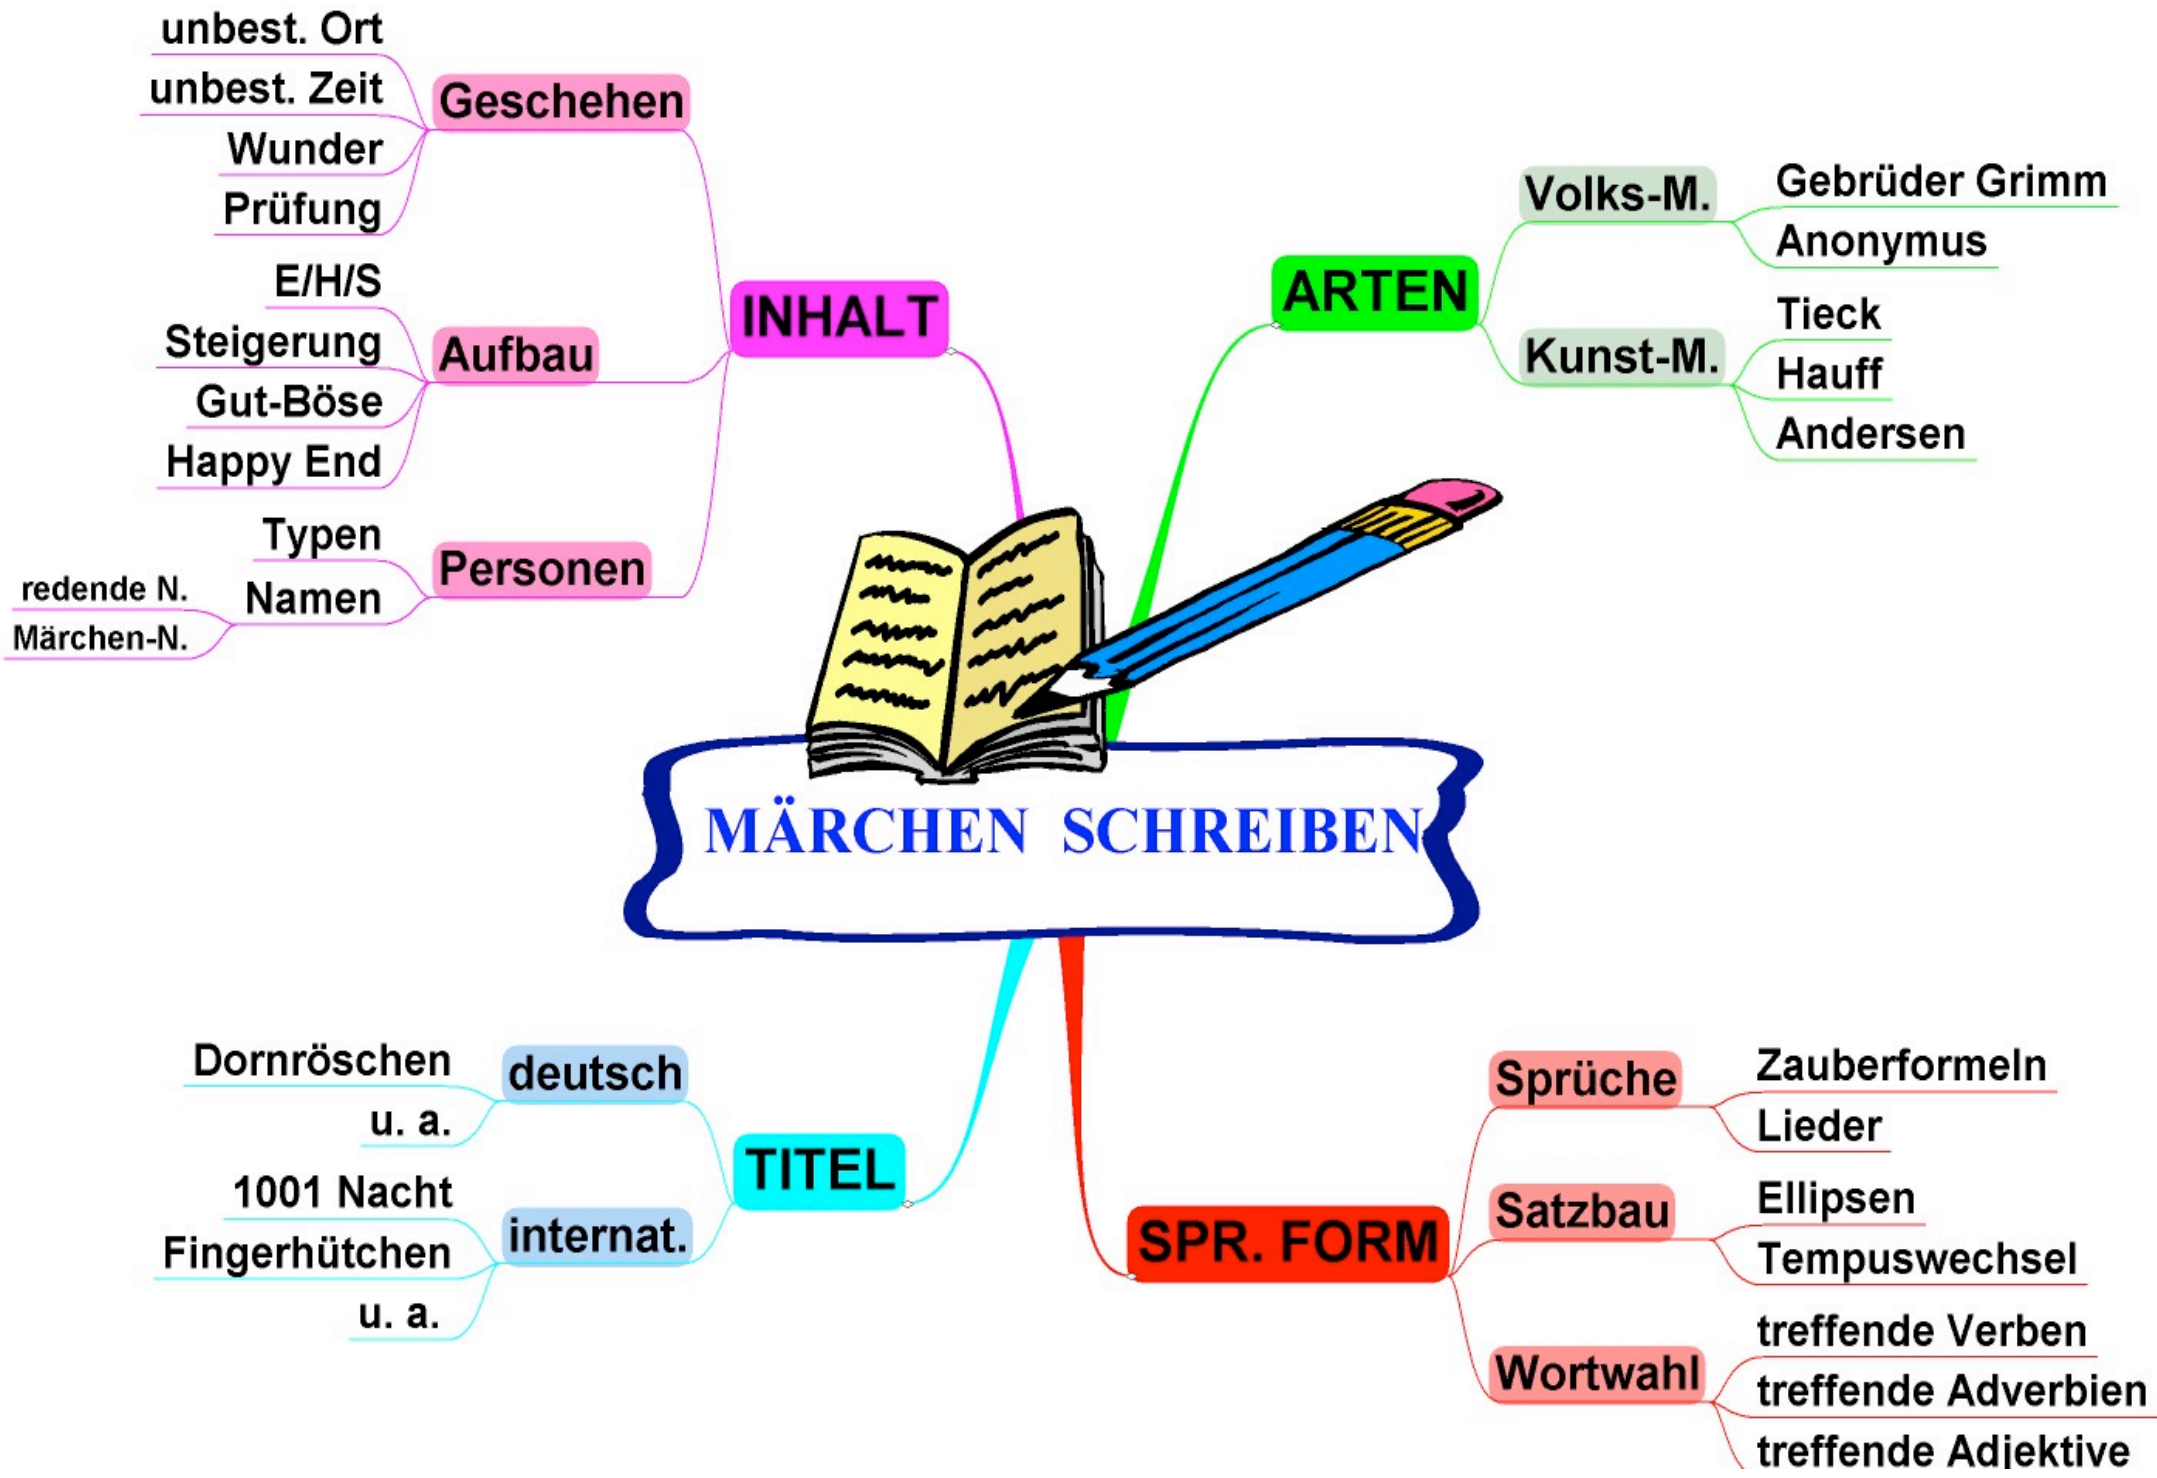 unbest. Ort
unbest. Zeit
Wunder
Prüfung
Geschehen
E/H/S
Steigerung
Gut-Böse
Happy End
Aufbau
Typen
Namen
redende N.
Märchen-N.
Personen
INHALT
ARTEN
Volks-M.
Gebrüder Grimm
Anonymus
Kunst-M.
Tieck
Hauff
Andersen
MÄRCHEN SCHREIBEN
Dornröschen
u. a.
deutsch
1001 Nacht
Fingerhütchen
u. a.
internat.
TITEL
SPR. FORM
Sprüche
Zauberformeln
Lieder
Satzbau
Ellipsen
Tempuswechsel
Wortwahl
treffende Verben
treffende Adverbien
treffende Adjektive